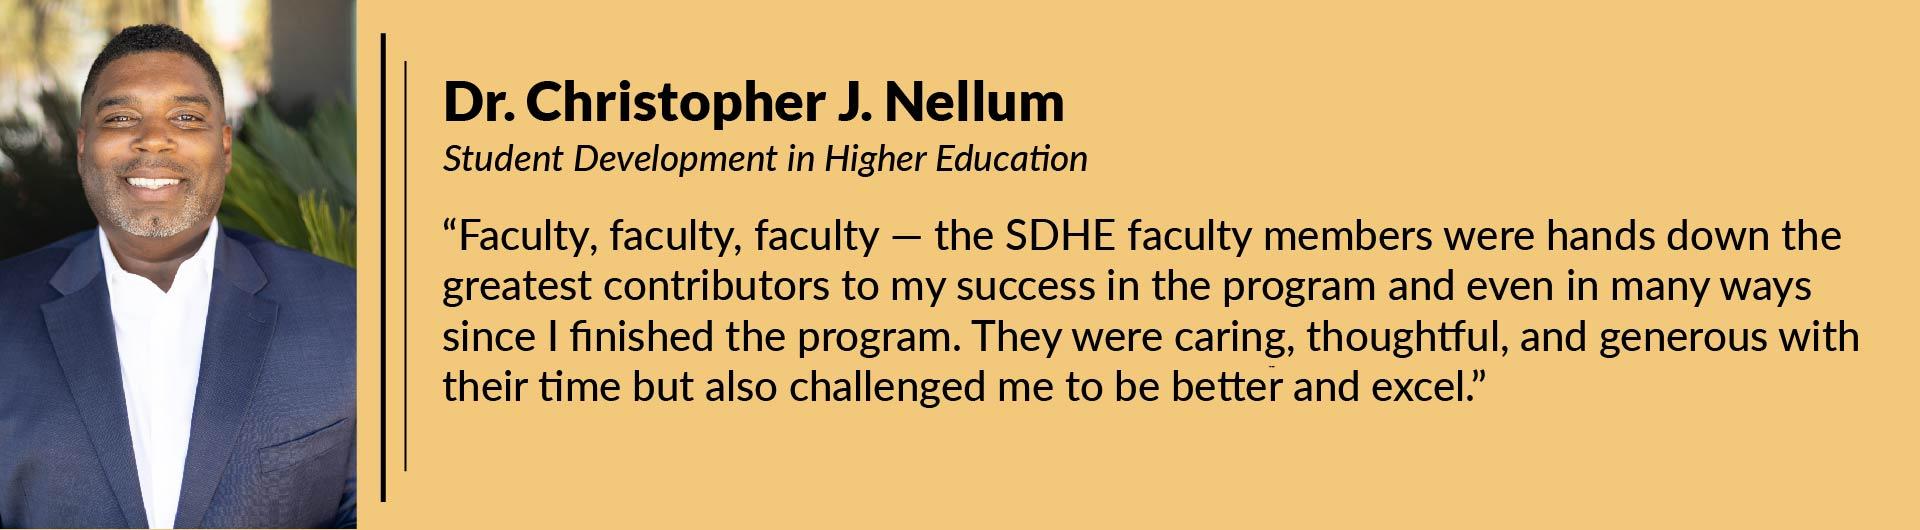 Dr. Christopher J. Nellum
Student Development in Higher Education
“Faculty, faculty, faculty — the SDHE faculty members were hands down the
greatest contributors to my success in the program and even in many ways
since I finished the program. They were caring, thoughtful, and generous with
their time but also challenged me to be better and excel.”